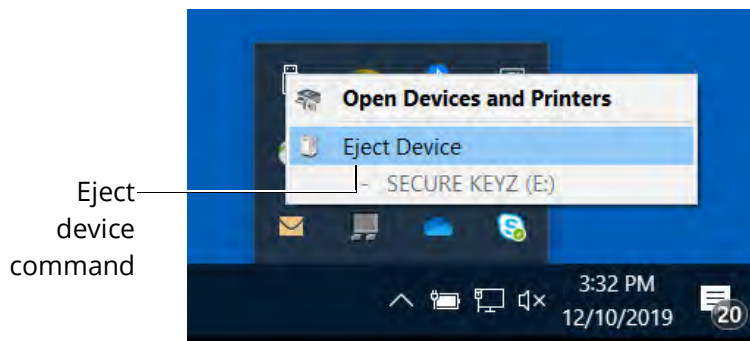 Open Devices and Printers
Eject Device
- SECURE KEYZ (E:)
Eject
device
command
3:32 PM
12/10/2019
20